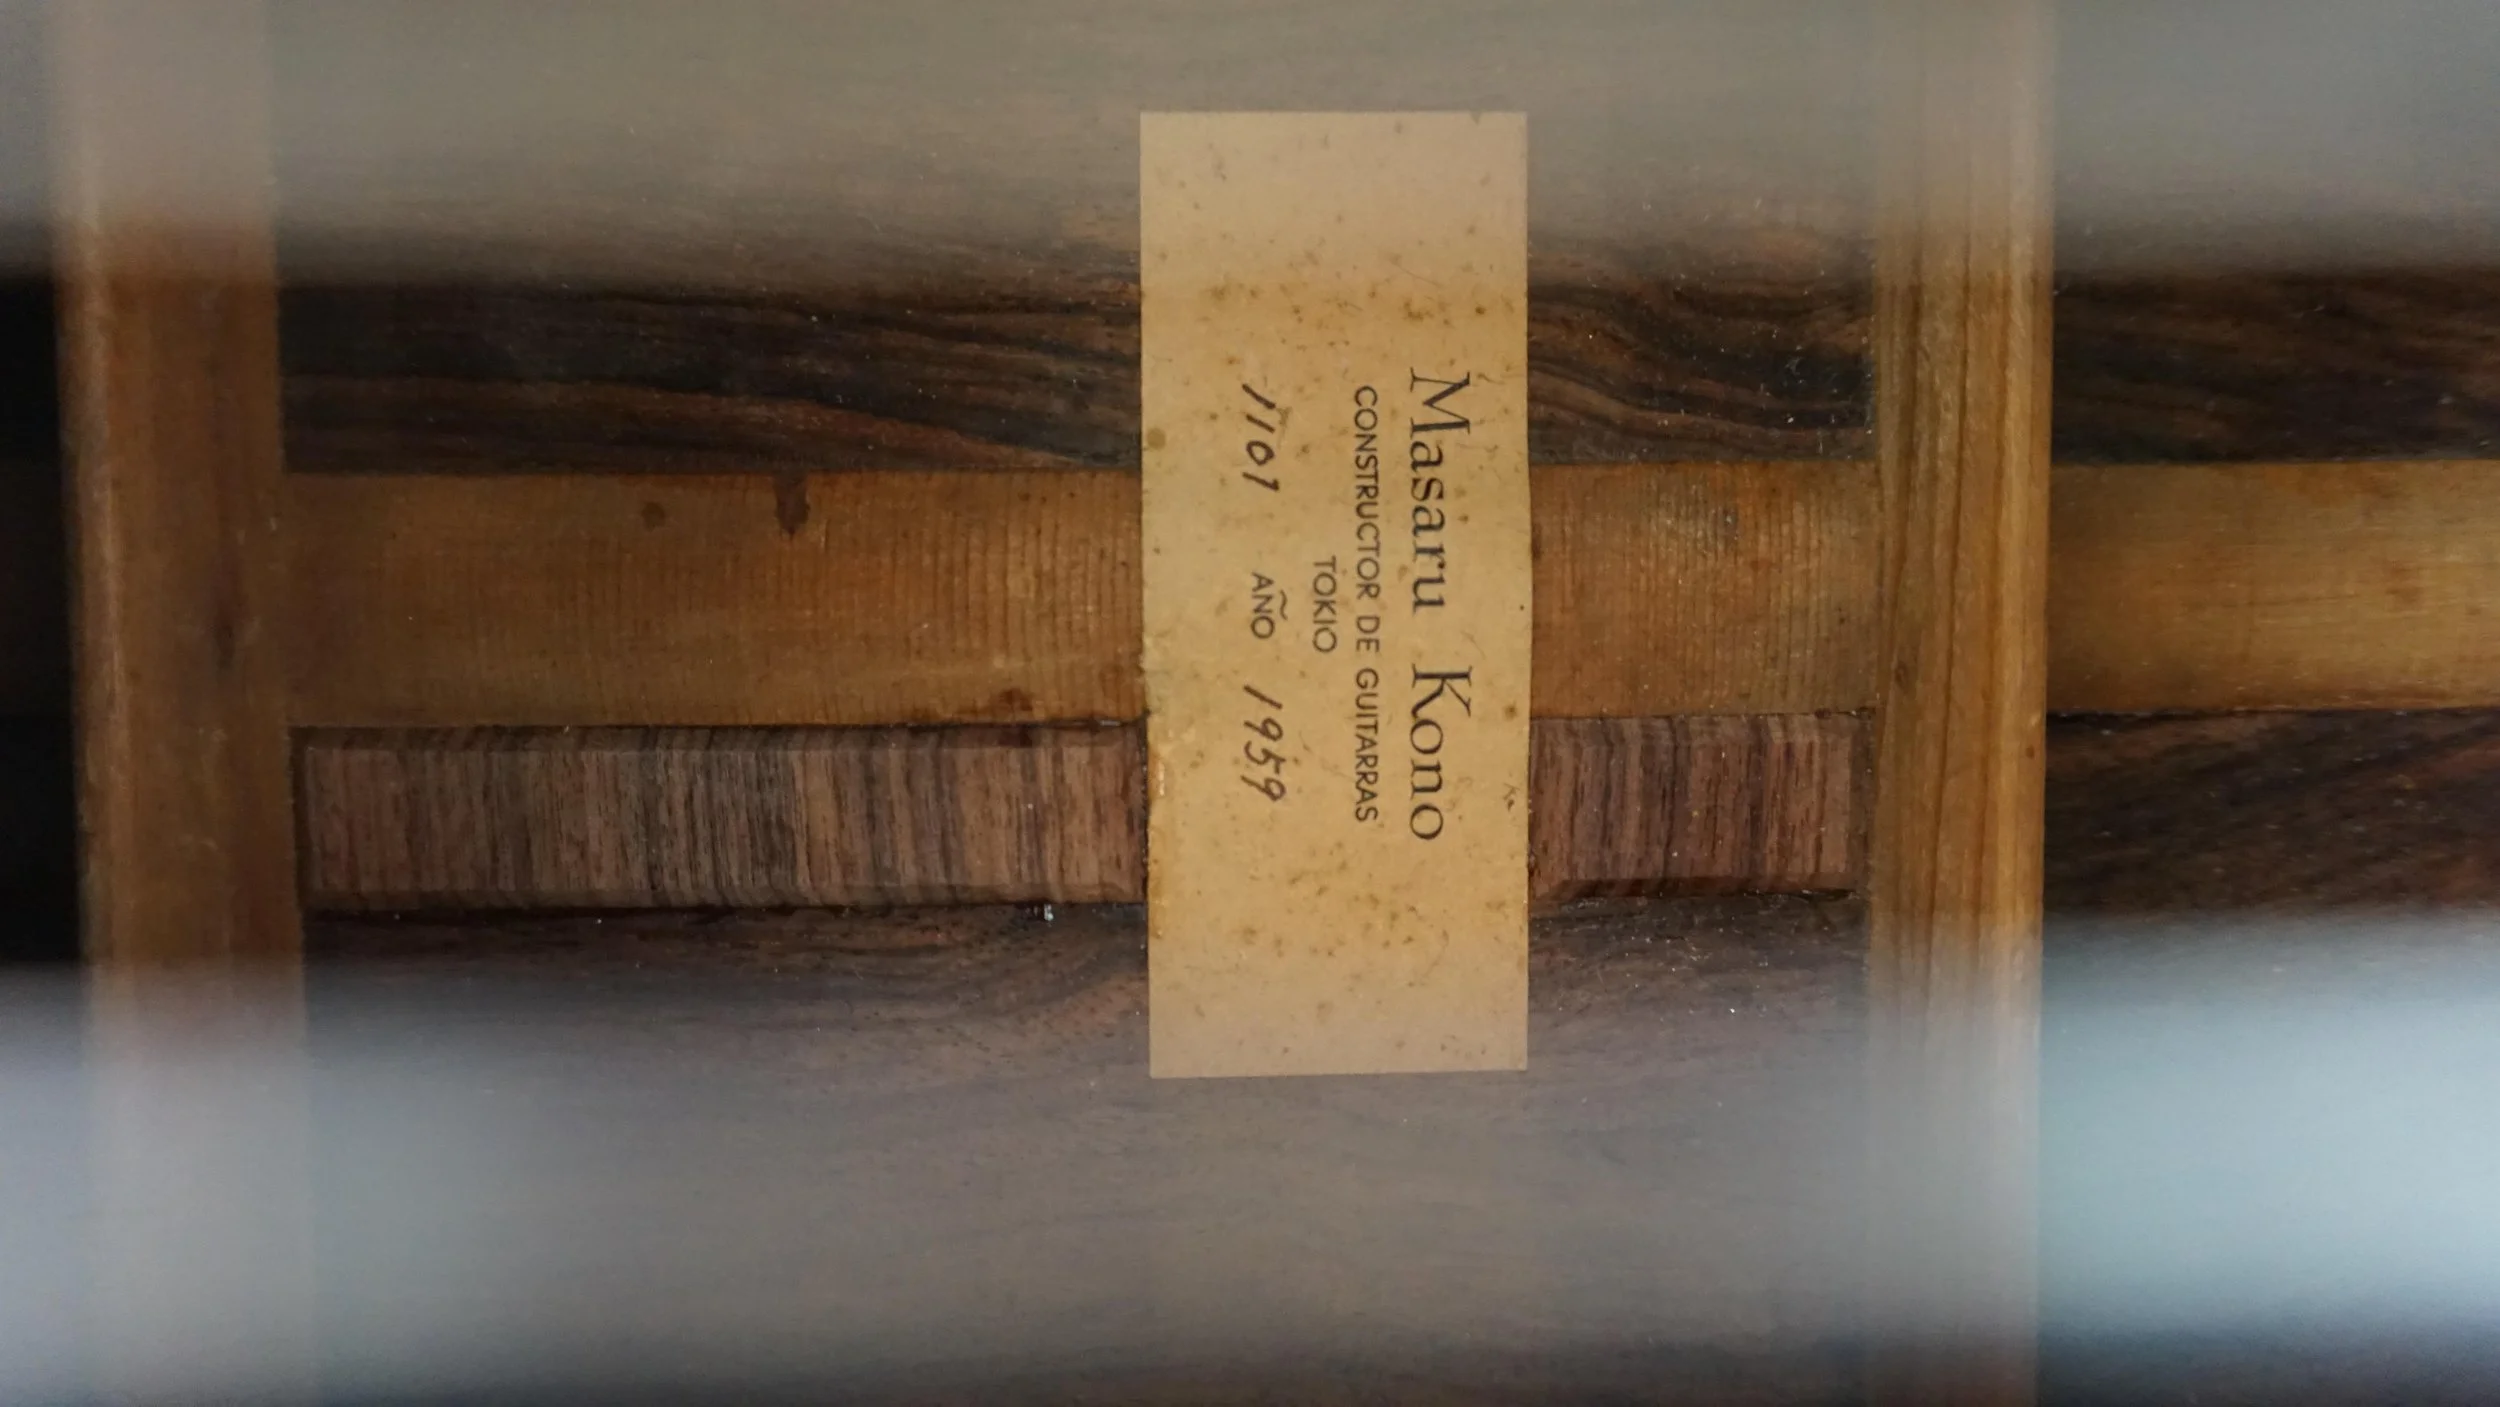 Masaru Kono
CONSTRUCTOR DE GUITARRAS
TOKIO
1101 AÑO 1959